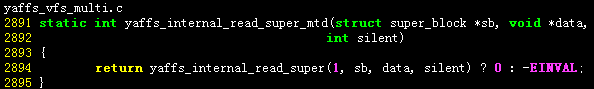 yaffs_vfs_multi.c
2891 static int yaffs_internal_read_super_mtd(struct super_block *sb, void *data,
2892                                          int silent)
2893 {
2894         return yaffs_internal_read_super(1, sb, data, silent) ? 0 : -EINVAL;
2895 }